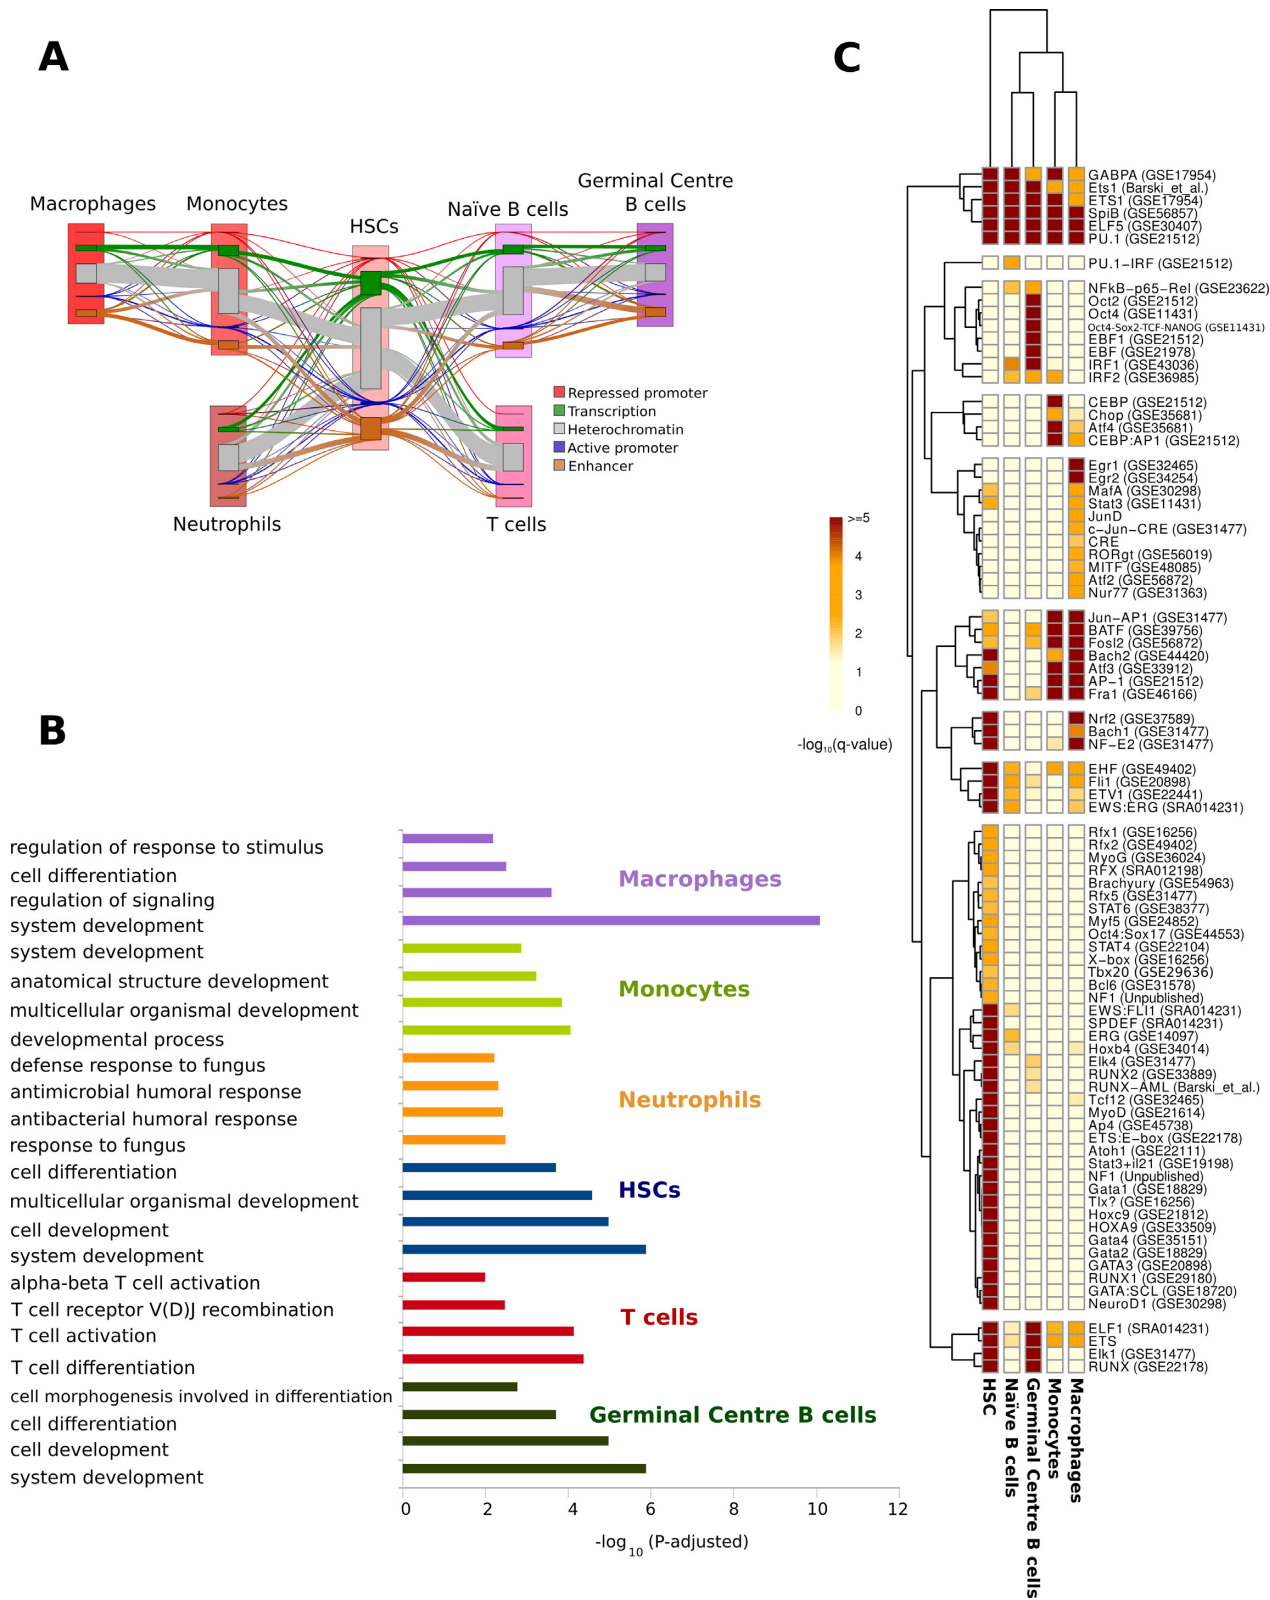 A
Macrophages
Monocytes
HSCs
Naïve B cells
Germinal Centre
B cells
Neutrophils
T cells
Repressed promoter
Transcription
Heterochromatin
Active promoter
Enhancer
B
regulation of response to stimulus
cell differentiation
regulation of signaling
system development
Macrophages
system development
anatomical structure development
multicellular organismal development
developmental process
Monocytes
defense response to fungus
antimicrobial humoral response
antibacterial humoral response
response to fungus
Neutrophils
cell differentiation
multicellular organismal development
cell development
system development
HSCs
alpha-beta T cell activation
T cell receptor V(D)J recombination
T cell activation
T cell differentiation
T cells
cell morphogenesis involved in differentiation
cell differentiation
cell development
system development
Germinal Centre B cells
0 2 4 6 8 10 12
-log10 (P-adjusted)
C
>=5
4
3
2
1
0
-log10(q-value)
GABPA (GSE17954)
Ets1 (Barski_et_al.)
ETS1 (GSE17954)
SpiB (GSE56857)
ELF5 (GSE30407)
PU.1 (GSE21512)
PU.1-IRF (GSE21512)
NFkB-p65-Rel (GSE23622)
Oct2 (GSE21512)
Oct4 (GSE11431)
Oct4-Sox2-TCF-NANOG (GSE11431)
EBF1 (GSE21512)
EBF (GSE21978)
IRF1 (GSE43036)
IRF2 (GSE36985)
CEBP (GSE21512)
Chop (GSE35681)
Atf4 (GSE35681)
CEBP:AP1 (GSE21512)
Egr1 (GSE32465)
Egr2 (GSE34254)
MafA (GSE30298)
Stat3 (GSE11431)
JunD
c-Jun-CRE (GSE31477)
CRE
RORgt (GSE56019)
MITF (GSE48085)
Atf2 (GSE56872)
Nur77 (GSE31363)
Jun-AP1 (GSE31477)
BATF (GSE39756)
Fosl2 (GSE56872)
Bach2 (GSE44420)
Atf3 (GSE33912)
AP-1 (GSE21512)
Fra1 (GSE46166)
Nrf2 (GSE37589)
Bach1 (GSE31477)
NF-E2 (GSE31477)
EHF (GSE49402)
Fli1 (GSE20898)
ETV1 (GSE22441)
EWS:ERG (SRA014231)
Rfx1 (GSE16256)
Rfx2 (GSE49402)
MyoG (GSE36024)
RFX (SRA012198)
Brachyury (GSE54963)
Rfx5 (GSE31477)
STAT6 (GSE38377)
Myf5 (GSE24852)
Oct4:Sox17 (GSE44553)
STAT4 (GSE22104)
X-box (GSE16256)
Tbx20 (GSE29636)
Bcl6 (GSE31578)
NF1 (Unpublished)
EWS:FLI1 (SRA014231)
SPDEF (SRA014231)
ERG (GSE14097)
Hoxb4 (GSE34014)
Elk4 (GSE31477)
RUNX2 (GSE33889)
RUNX-AML (Barski_et_al.)
Tcf12 (GSE32465)
MyoD (GSE21614)
Ap4 (GSE45738)
ETS:E-box (GSE22178)
Atoh1 (GSE22111)
Stat3+il21 (GSE19198)
NF1 (Unpublished)
Gata1 (GSE18829)
Tlx? (GSE16256)
Hoxc9 (GSE21812)
HOXA9 (GSE33509)
Gata4 (GSE35151)
Gata2 (GSE18829)
GATA3 (GSE20898)
RUNX1 (GSE29180)
GATA:SCL (GSE18720)
NeuroD1 (GSE30298)
ELF1 (SRA014231)
ETS
Elk1 (GSE31477)
RUNX (GSE22178)
HSC
Naïve B cells
Germinal Centre B cells
Monocytes
Macrophages